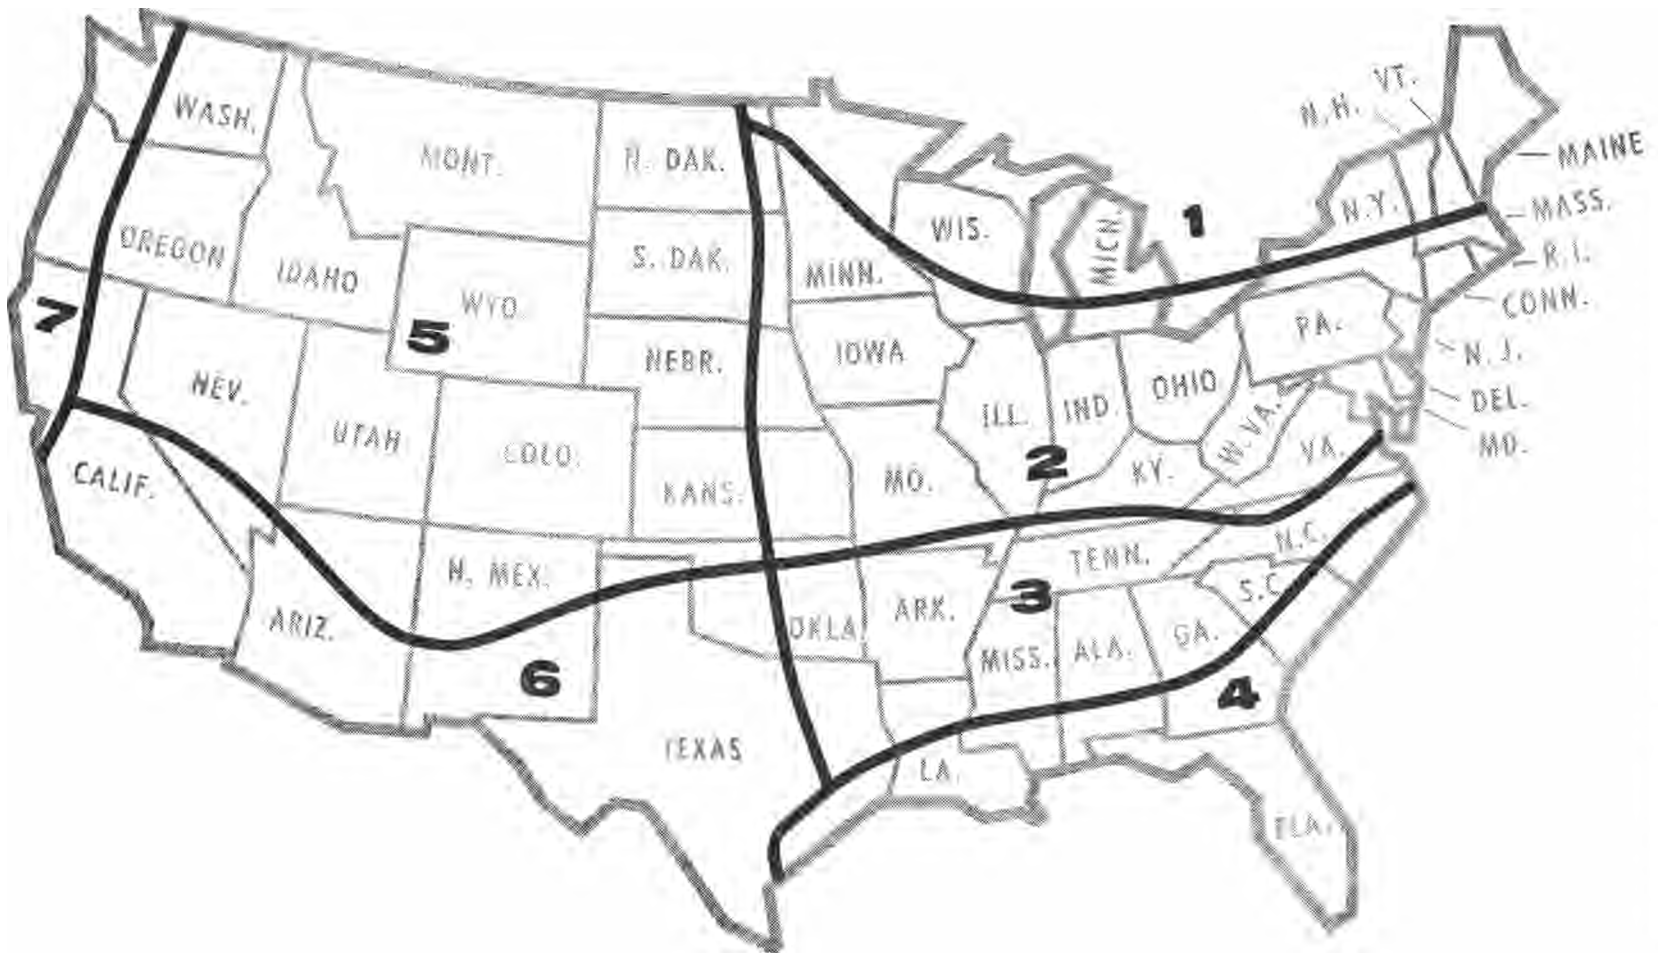 VT.
N.H.
WASH.
MONT.
N. DAK.
MAINE
WIS.
MICH.
1
N.Y.
MASS.
OREGON
IDAHO
S. DAK.
MINN.
R.I.
WYO.
CONN.
7
5
NEBR.
IOWA
PA.
N.J.
NEV.
UTAH
COLO.
ILL.
IND.
OHIO
W.VA.
DEL.
MD.
CALIF.
KANS.
MO.
2
KY.
VA.
N. MEX.
TENN.
N.C.
ARIZ.
OKLA.
ARK.
3
S.C.
6
MISS.
ALA.
GA.
4
TEXAS
LA.
FLA.